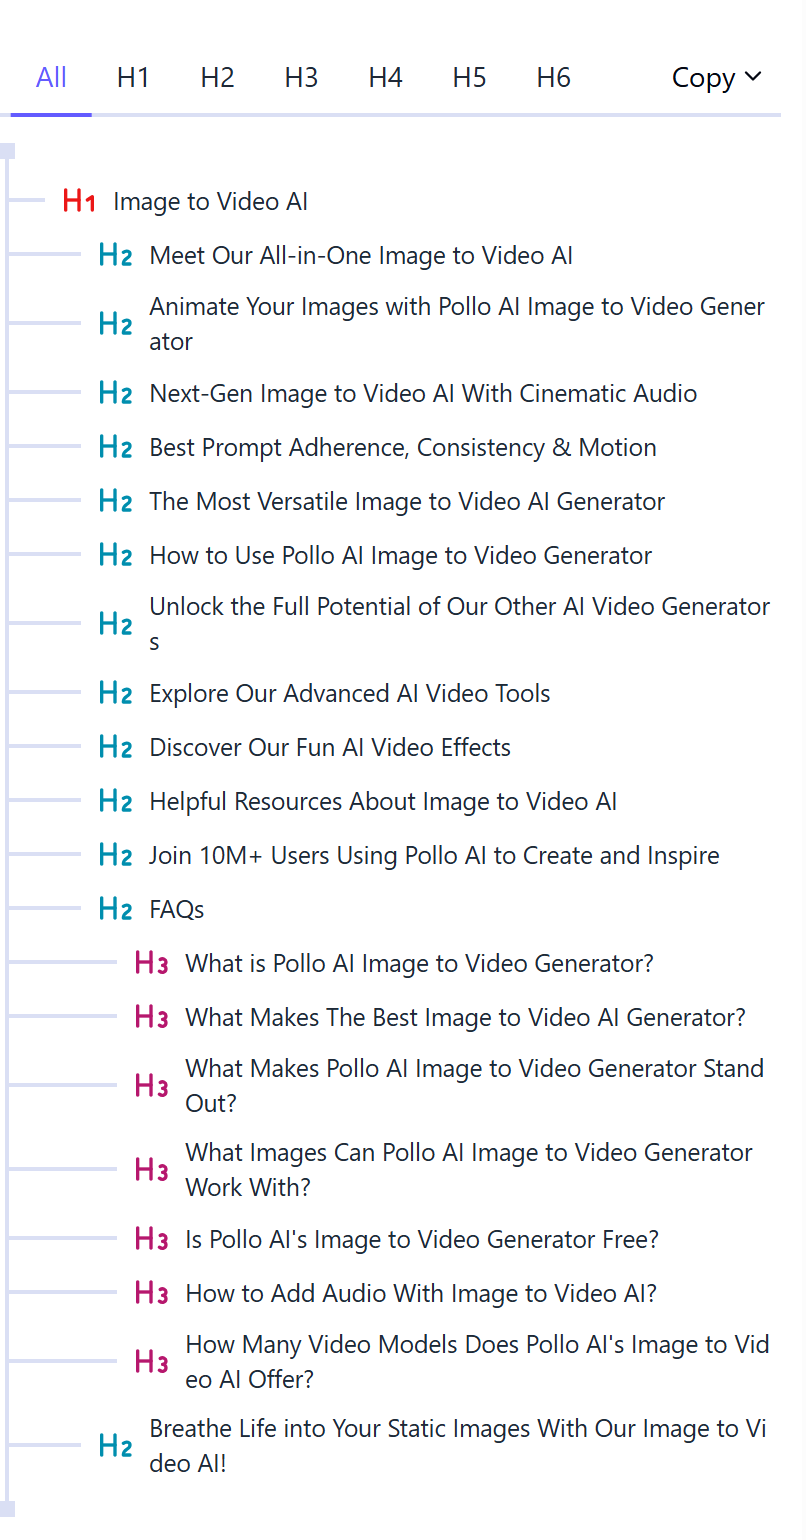 All H1 H2 H3 H4 H5 H6 Copy
H1 Image to Video AI
H2 Meet Our All-in-One Image to Video AI
H2 Animate Your Images with Pollo AI Image to Video Gener
ator
H2 Next-Gen Image to Video AI With Cinematic Audio
H2 Best Prompt Adherence, Consistency & Motion
H2 The Most Versatile Image to Video AI Generator
H2 How to Use Pollo AI Image to Video Generator
H2 Unlock the Full Potential of Our Other AI Video Generator
s
H2 Explore Our Advanced AI Video Tools
H2 Discover Our Fun AI Video Effects
H2 Helpful Resources About Image to Video AI
H2 Join 10M+ Users Using Pollo AI to Create and Inspire
H2 FAQs
H3 What is Pollo AI Image to Video Generator?
H3 What Makes The Best Image to Video AI Generator?
H3 What Makes Pollo AI Image to Video Generator Stand
Out?
H3 What Images Can Pollo AI Image to Video Generator
Work With?
H3 Is Pollo AI's Image to Video Generator Free?
H3 How to Add Audio With Image to Video AI?
H3 How Many Video Models Does Pollo AI's Image to Vid
eo AI Offer?
H2 Breathe Life into Your Static Images With Our Image to Vi
deo AI!